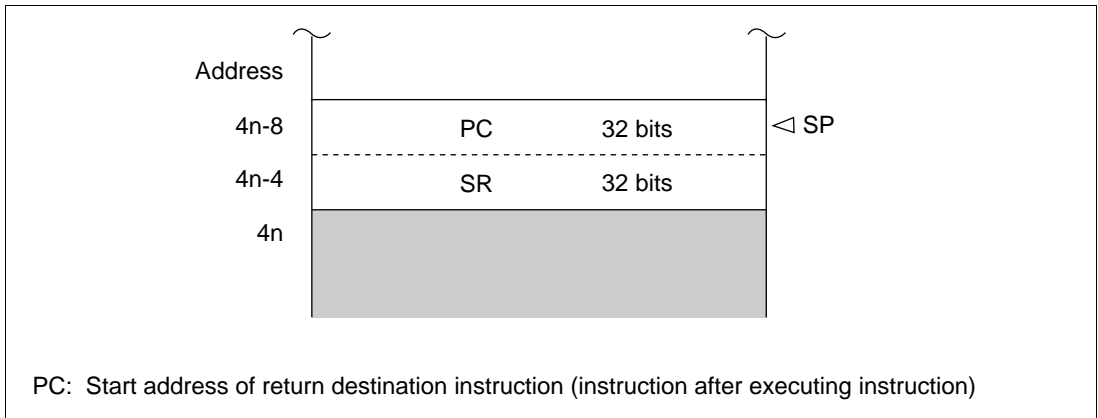 Address
4n-8 PC 32 bits ◁ SP
4n-4 SR 32 bits
4n
PC: Start address of return destination instruction (instruction after executing instruction)